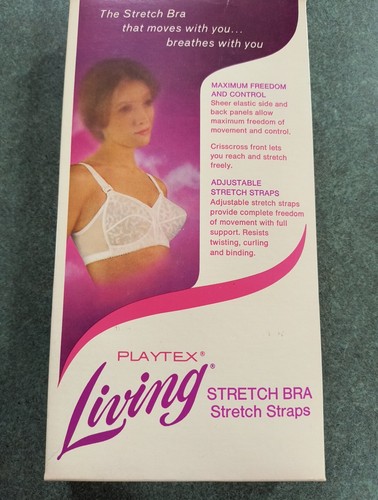 The Stretch Bra
that moves with you...
breathes with you
MAXIMUM FREEDOM
AND CONTROL
Sheer elastic side and
back panels allow
maximum freedom of
movement and control.
Crisscross front lets
you reach and stretch
freely.
ADJUSTABLE
STRETCH STRAPS
Adjustable stretch straps
provide complete freedom
of movement with full
support. Resists
twisting, curling
and binding.
PLAYTEX®
Living®
STRETCH BRA
Stretch Straps